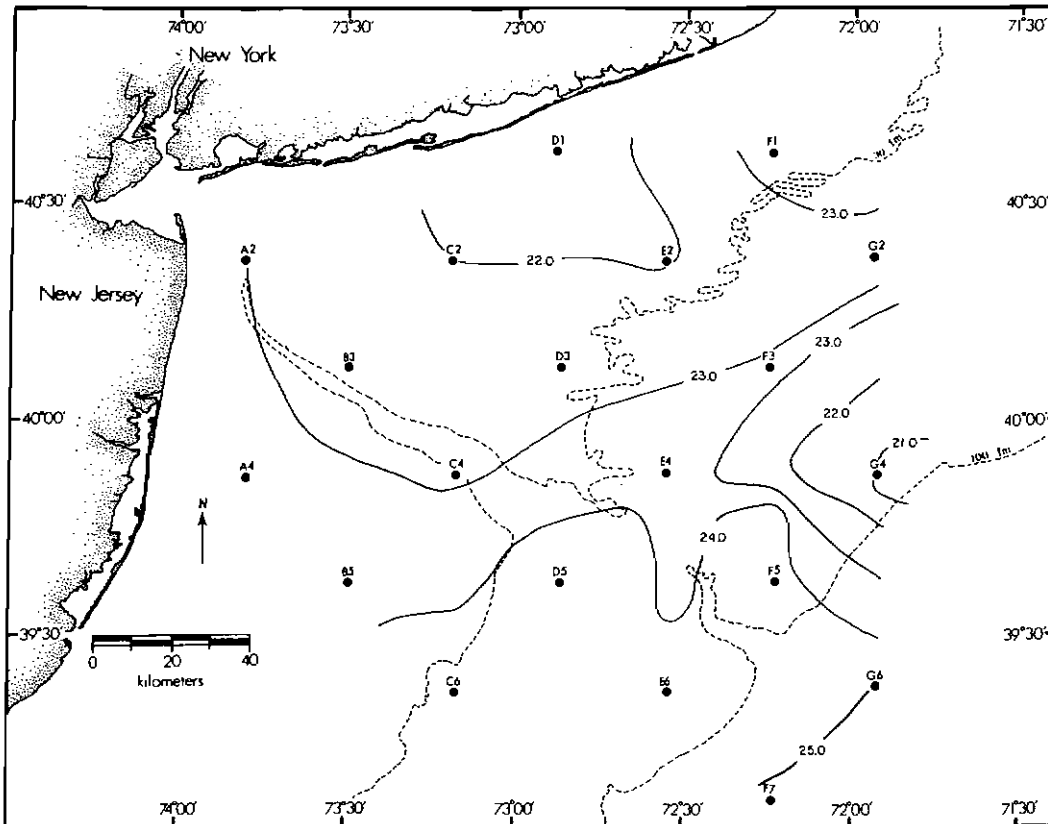 74°00'
73°30'
73°00'
72°30'
72°00'
71°30'
New York
D1
F1
30 fm
40°30'
40°30'
23.0
A2
C2
E2
G2
22.0
New Jersey
B3
D3
F3
23.0
23.0
22.0
40°00'
40°00'
21.0
100 fm
A4
C4
E4
G4
N
24.0
B5
D5
F5
39°30'
39°30'
0 20 40
kilometers
C6
E6
G6
25.0
F7
74°00'
73°30'
73°00'
72°30'
72°00'
71°30'